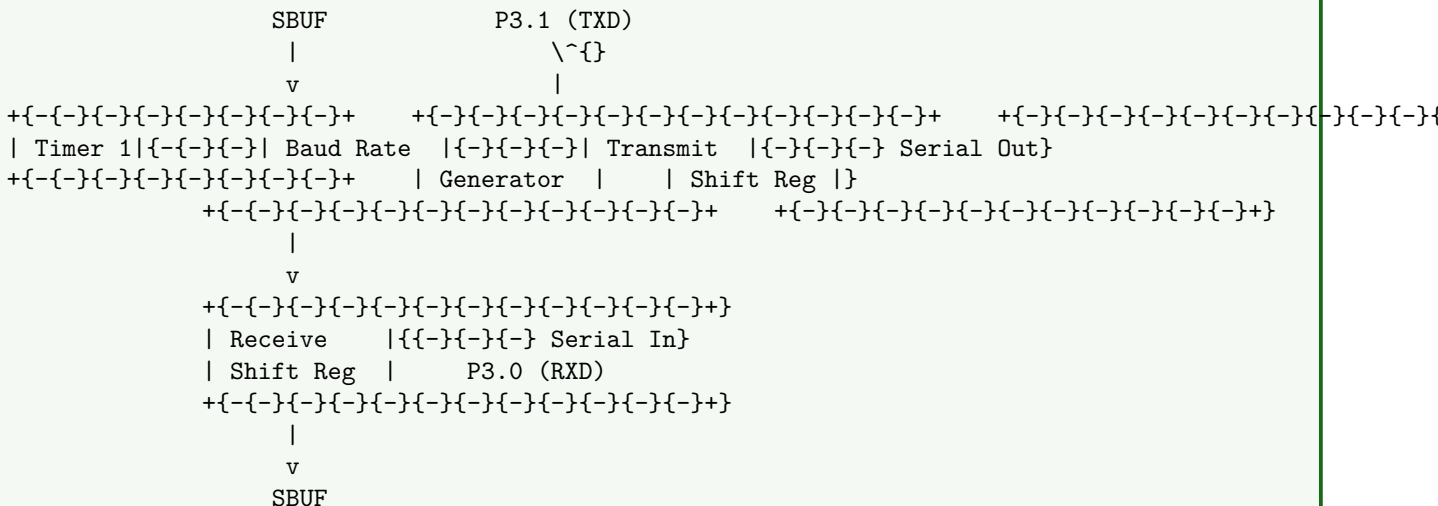 SBUF P3.1 (TXD)
| \^{}
v |
+{-{-}{-}{-}{-}{-}{-}{-}+ +{-}{-}{-}{-}{-}{-}{-}{-}{-}{-}{-}{-}+ +{-}{-}{-}{-}{-}{-}{-}{-}{-}{-}{
| Timer 1|{-{-}{-}| Baud Rate |{-}{-}{-}| Transmit |{-}{-}{-} Serial Out}
+{-{-}{-}{-}{-}{-}{-}{-}+ | Generator | | Shift Reg |}
+{-{-}{-}{-}{-}{-}{-}{-}{-}{-}{-}{-}+ +{-}{-}{-}{-}{-}{-}{-}{-}{-}{-}{-}+}
|
v
+{-{-}{-}{-}{-}{-}{-}{-}{-}{-}{-}{-}+}
| Receive |{{-}{-}{-} Serial In}
| Shift Reg | P3.0 (RXD)
+{-{-}{-}{-}{-}{-}{-}{-}{-}{-}{-}{-}+}
|
v
SBUF